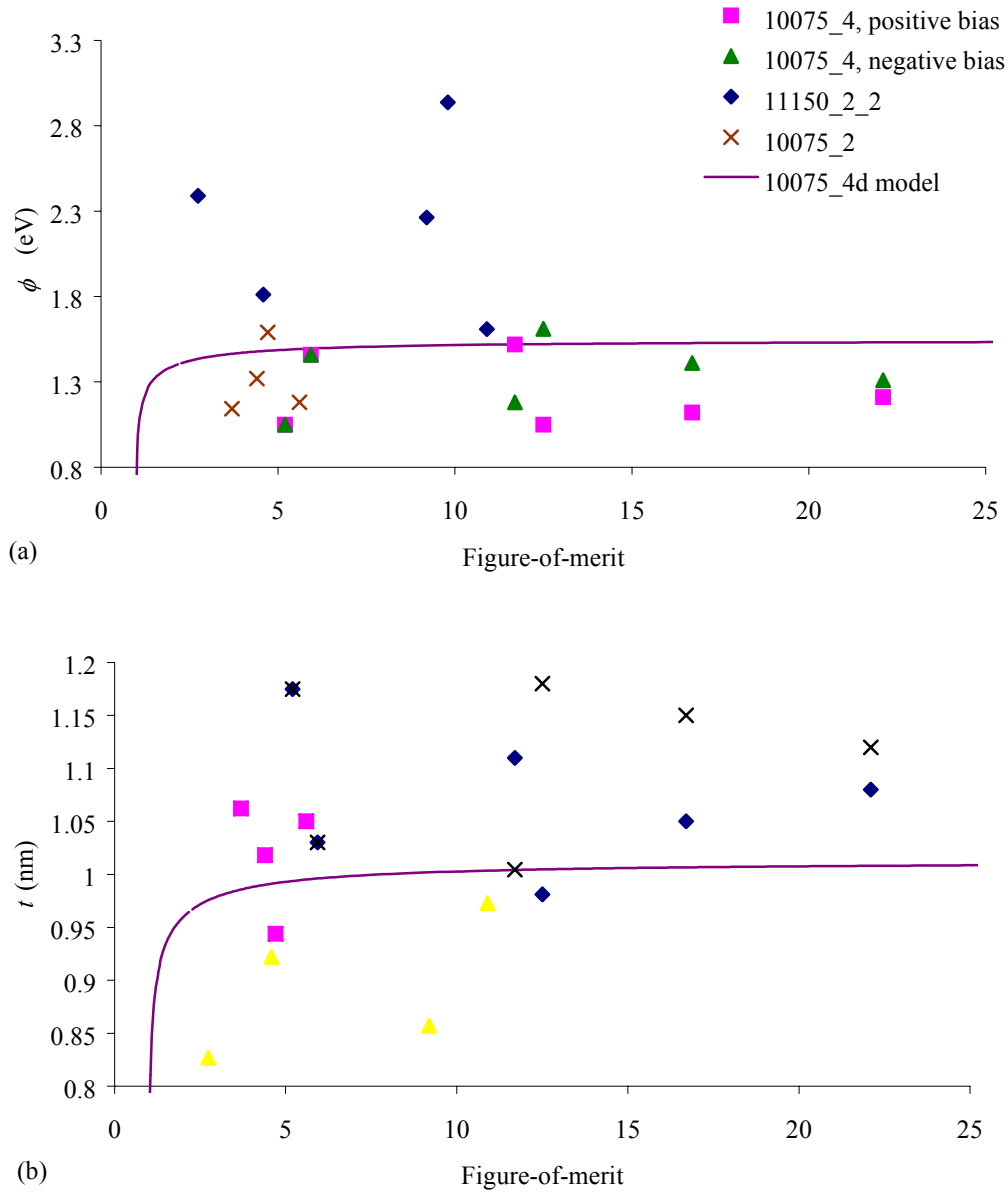 10075_4, positive bias
10075_4, negative bias
11150_2_2
10075_2
10075_4d model
3.3
2.8
2.3
1.8
1.3
0.8
ϕ (eV)
0 5 10 15 20 25
(a)
Figure-of-merit
1.2
1.15
1.1
1.05
1
0.95
0.9
0.85
0.8
t (nm)
0 5 10 15 20 25
(b)
Figure-of-merit